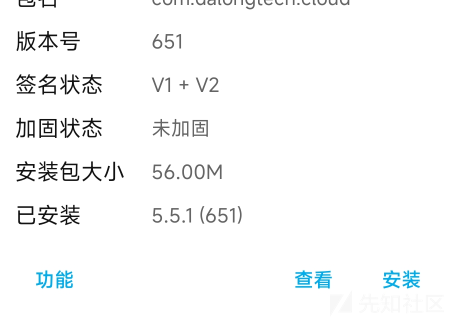 包名 com.dalongtech.cloud
版本号 651
签名状态 V1 + V2
加固状态 未加固
安装包大小 56.00M
已安装 5.5.1 (651)
功能 查看 安装
先知社区